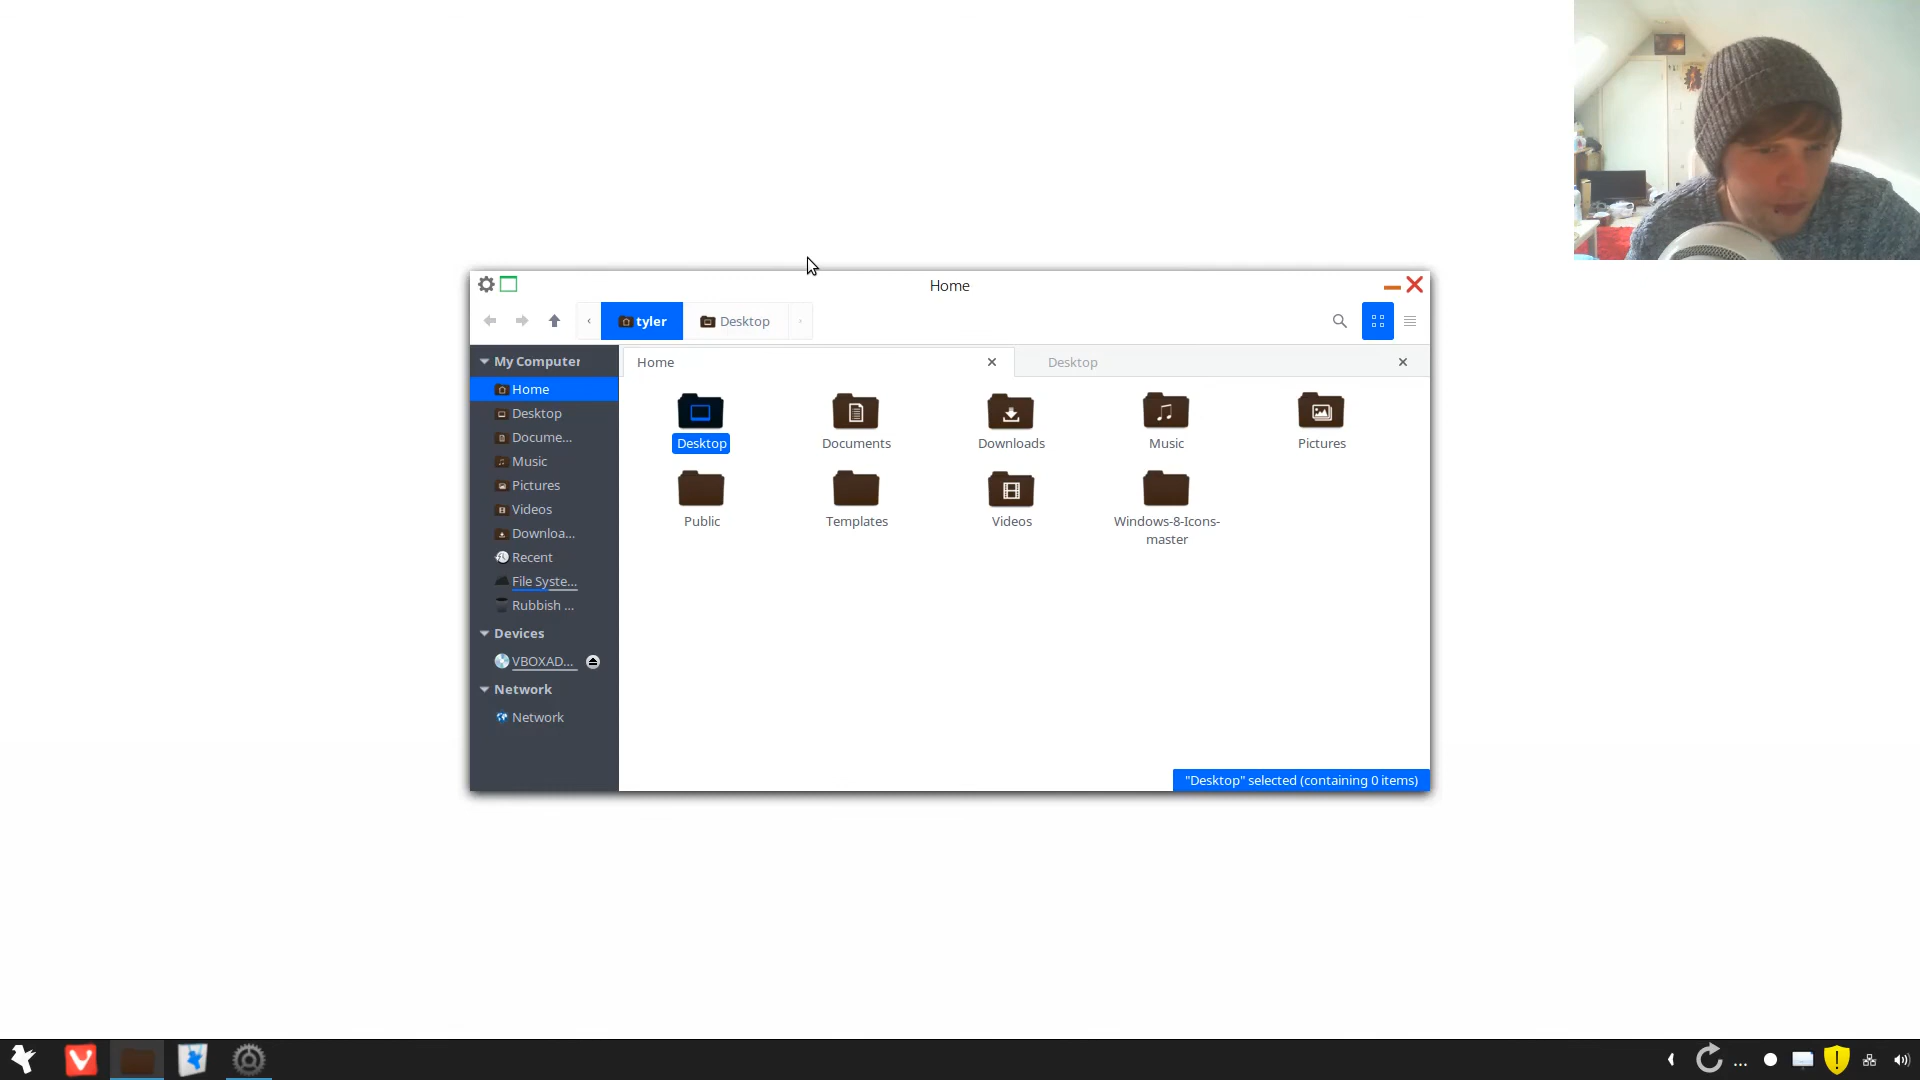 Home
tyler
Desktop
My Computer
Home
Desktop
Docume...
Music
Pictures
Videos
Downloa...
Recent
File Syste...
Rubbish ...
Devices
VBOXAD...
Network
Network
Home
Desktop
Desktop
Documents
Downloads
Music
Pictures
Public
Templates
Videos
Windows-8-Icons-
master
"Desktop" selected (containing 0 items)
...